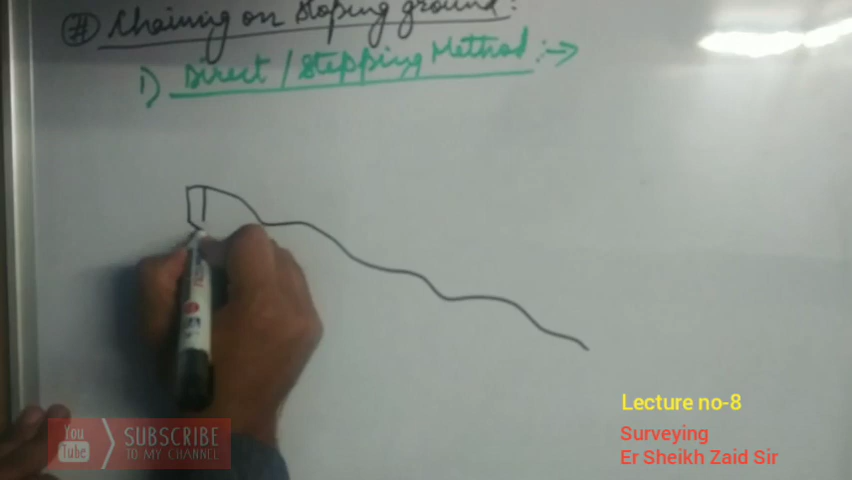 # Chaining on sloping ground:
1) Direct / Stepping Method :->
Lecture no-8
Surveying
Er Sheikh Zaid Sir
You Tube SUBSCRIBE
TO MY CHANNEL